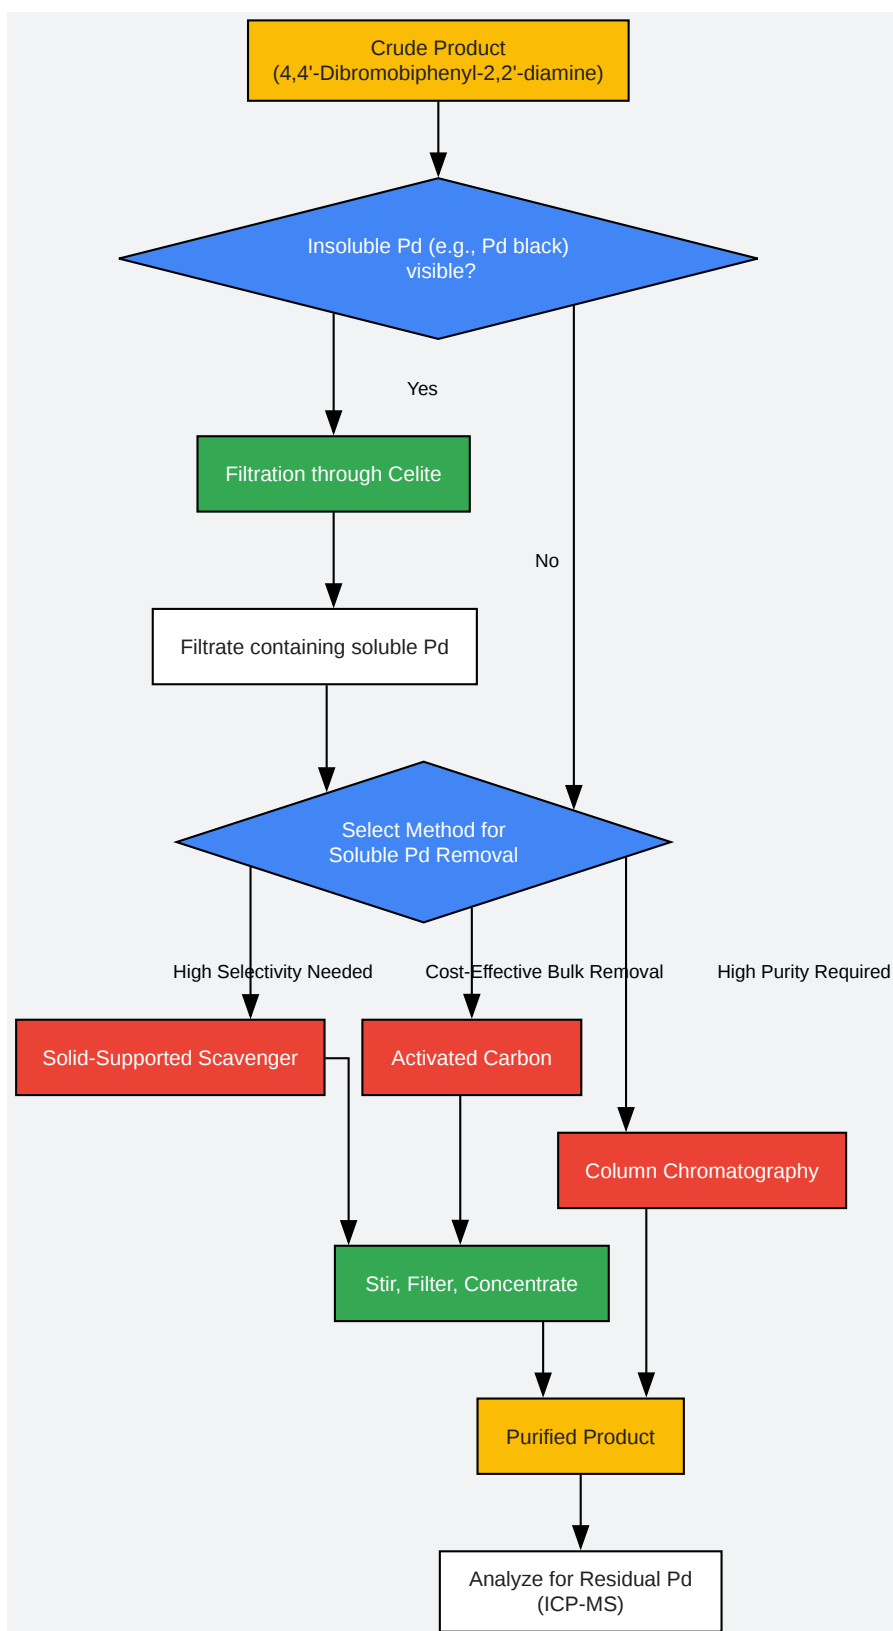 Crude Product
(4,4'-Dibromobiphenyl-2,2'-diamine)
Insoluble Pd (e.g., Pd black)
visible?
Yes
Filtration through Celite
No
Filtrate containing soluble Pd
Select Method for
Soluble Pd Removal
High Selectivity Needed
Cost-Effective Bulk Removal
High Purity Required
Solid-Supported Scavenger
Activated Carbon
Column Chromatography
Stir, Filter, Concentrate
Purified Product
Analyze for Residual Pd
(ICP-MS)